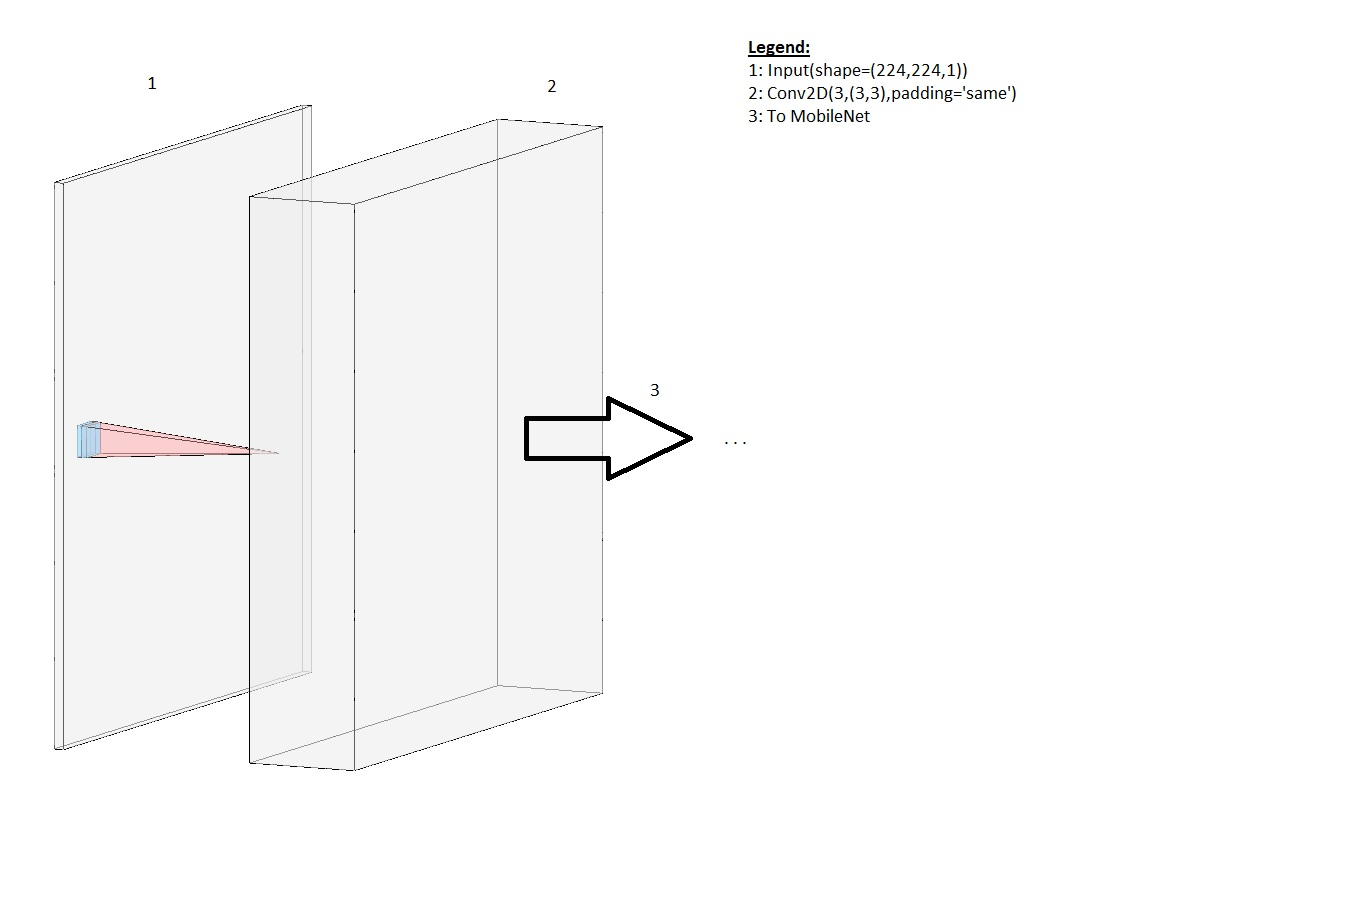 1
2
3
...
Legend:
1: Input(shape=(224,224,1))
2: Conv2D(3,(3,3),padding='same')
3: To MobileNet